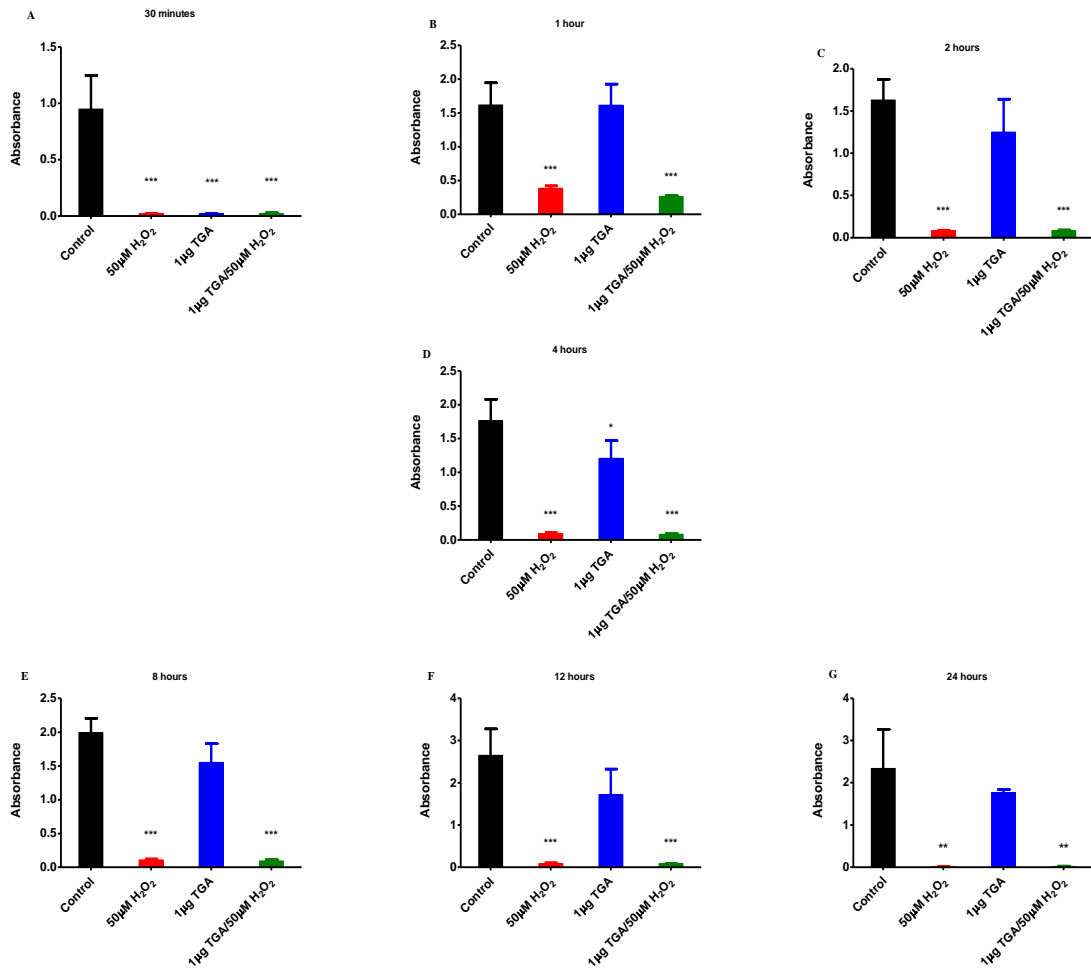 A
30 minutes
Absorbance
1.5
1.0
0.5
0.0
***
***
***
Control
50µM H₂O₂
1µg TGA
1µg TGA/50µM H₂O₂
B
1 hour
Absorbance
2.5
2.0
1.5
1.0
0.5
0.0
***
***
Control
50µM H₂O₂
1µg TGA
1µg TGA/50µM H₂O₂
C
2 hours
Absorbance
2.0
1.5
1.0
0.5
0.0
***
***
Control
50µM H₂O₂
1µg TGA
1µg TGA/50µM H₂O₂
D
4 hours
Absorbance
2.5
2.0
1.5
1.0
0.5
0.0
***
*
***
Control
50µM H₂O₂
1µg TGA
1µg TGA/50µM H₂O₂
E
8 hours
Absorbance
2.5
2.0
1.5
1.0
0.5
0.0
***
***
Control
50µM H₂O₂
1µg TGA
1µg TGA/50µM H₂O₂
F
12 hours
Absorbance
4
3
2
1
0
***
***
Control
50µM H₂O₂
1µg TGA
1µg TGA/50µM H₂O₂
G
24 hours
Absorbance
4
3
2
1
0
**
**
Control
50µM H₂O₂
1µg TGA
1µg TGA/50µM H₂O₂